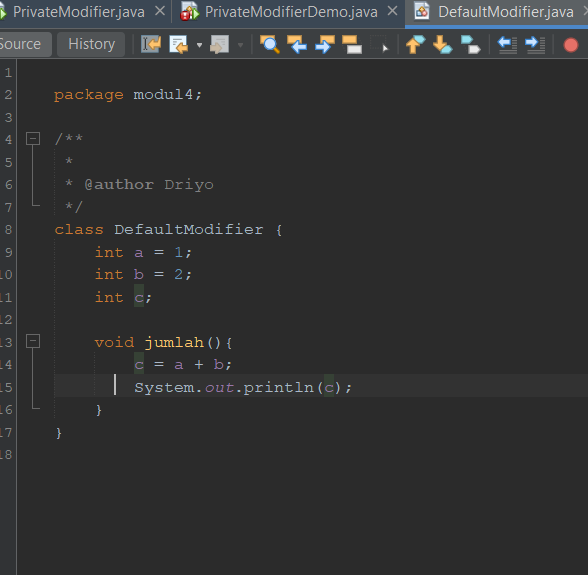 PrivateModifier.java × PrivateModifierDemo.java × DefaultModifier.java ×
Source History
1
2 package modul4;
3
4 /**
5 *
6 * @author Driyo
7 */
8 class DefaultModifier {
9 int a = 1;
10 int b = 2;
11 int c;
12
13 void jumlah(){
14 c = a + b;
15 System.out.println(c);
16 }
17 }
18